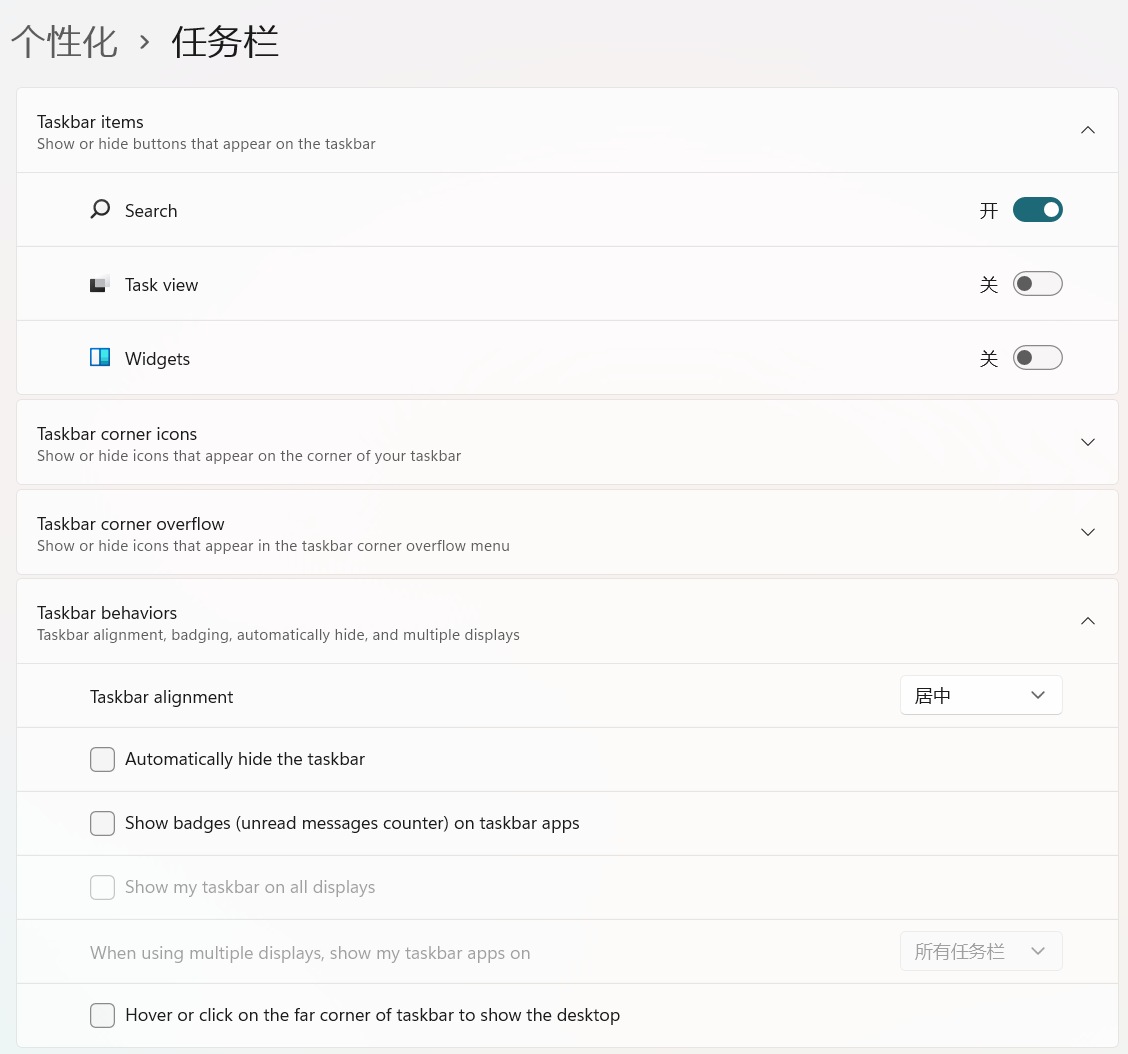 个性化 › 任务栏
Taskbar items
Show or hide buttons that appear on the taskbar
Search 开
Task view 关
Widgets 关
Taskbar corner icons
Show or hide icons that appear on the corner of your taskbar
Taskbar corner overflow
Show or hide icons that appear in the taskbar corner overflow menu
Taskbar behaviors
Taskbar alignment, badging, automatically hide, and multiple displays
Taskbar alignment 居中
Automatically hide the taskbar
Show badges (unread messages counter) on taskbar apps
Show my taskbar on all displays
When using multiple displays, show my taskbar apps on 所有任务栏
Hover or click on the far corner of taskbar to show the desktop